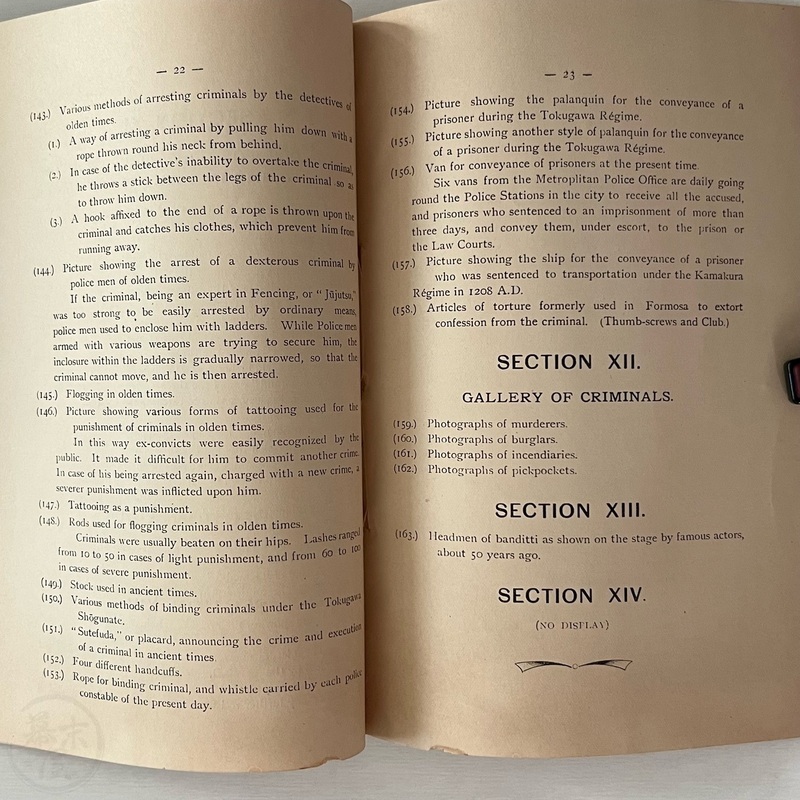 — 22 —
(143.) Various methods of arresting criminals by the detectives of
olden times.
(1.) A way of arresting a criminal by pulling him down with a
rope thrown round his neck from behind.
(2.) In case of the detective's inability to overtake the criminal,
he throws a stick between the legs of the criminal so as
to throw him down.
(3.) A hook affixed to the end of a rope is thrown upon the
criminal and catches his clothes, which prevent him from
running away.
(144.) Picture showing the arrest of a dexterous criminal by
police men of olden times.
If the criminal, being an expert in Fencing, or "Jūjutsu,"
was too strong to be easily arrested by ordinary means,
police men used to enclose him with ladders. While Police men
armed with various weapons are trying to secure him, the
inclosure within the ladders is gradually narrowed, so that the
criminal cannot move, and he is then arrested.
(145.) Flogging in olden times.
(146.) Picture showing various forms of tattooing used for the
punishment of criminals in olden times.
In this way ex-convicts were easily recognized by the
public. It made it difficult for him to commit another crime.
In case of his being arrested again, charged with a new crime, a
severer punishment was inflicted upon him.
(147.) Tattooing as a punishment.
(148.) Rods used for flogging criminals in olden times.
Criminals were usually beaten on their hips. Lashes ranged
from 10 to 50 in cases of light punishment, and from 60 to 100
in cases of severe punishment.
(149.) Stock used in ancient times.
(150.) Various methods of binding criminals under the Tokugawa
Shōgunate.
(151.) "Sutefuda," or placard, announcing the crime and execution
of a criminal in ancient times.
(152.) Four different handcuffs.
(153.) Rope for binding criminal, and whistle carried by each police
constable of the present day.
— 23 —
(154.) Picture showing the palanquin for the conveyance of a
prisoner during the Tokugawa Régime.
(155.) Picture showing another style of palanquin for the conveyance
of a prisoner during the Tokugawa Régime.
(156.) Van for conveyance of prisoners at the present time.
Six vans from the Metroplitan Police Office are daily going
round the Police Stations in the city to receive all the accused,
and prisoners who sentenced to an imprisonment of more than
three days, and convey them, under escort, to the prison or
the Law Courts.
(157.) Picture showing the ship for the conveyance of a prisoner
who was sentenced to transportation under the Kamakura
Régime in 1208 A.D.
(158.) Articles of torture formerly used in Formosa to extort
confession from the criminal. (Thumb-screws and Club.)
SECTION XII.
GALLERY OF CRIMINALS.
(159.) Photographs of murderers.
(160.) Photographs of burglars.
(161.) Photographs of incendiaries.
(162.) Photographs of pickpockets.
SECTION XIII.
(163.) Headmen of banditti as shown on the stage by famous actors,
about 50 years ago.
SECTION XIV.
(NO DISPLAY)